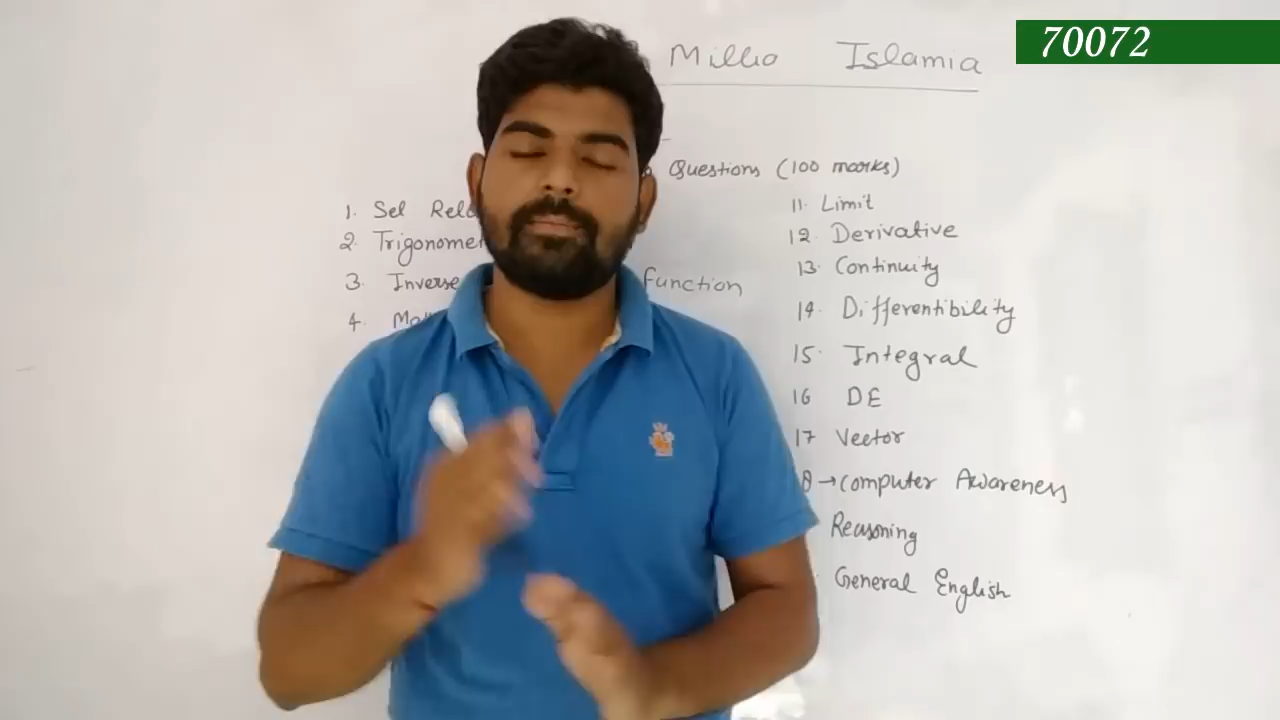 70072
Millia Islamia
Questions (100 marks)
1. Set
2.
3. Inverse function
4.
11. Limit
12. Derivative
13. Continuity
14. Differentibility
15. Integral
16 DE
17 Vector
→ Computer Awareness
Reasoning
General English